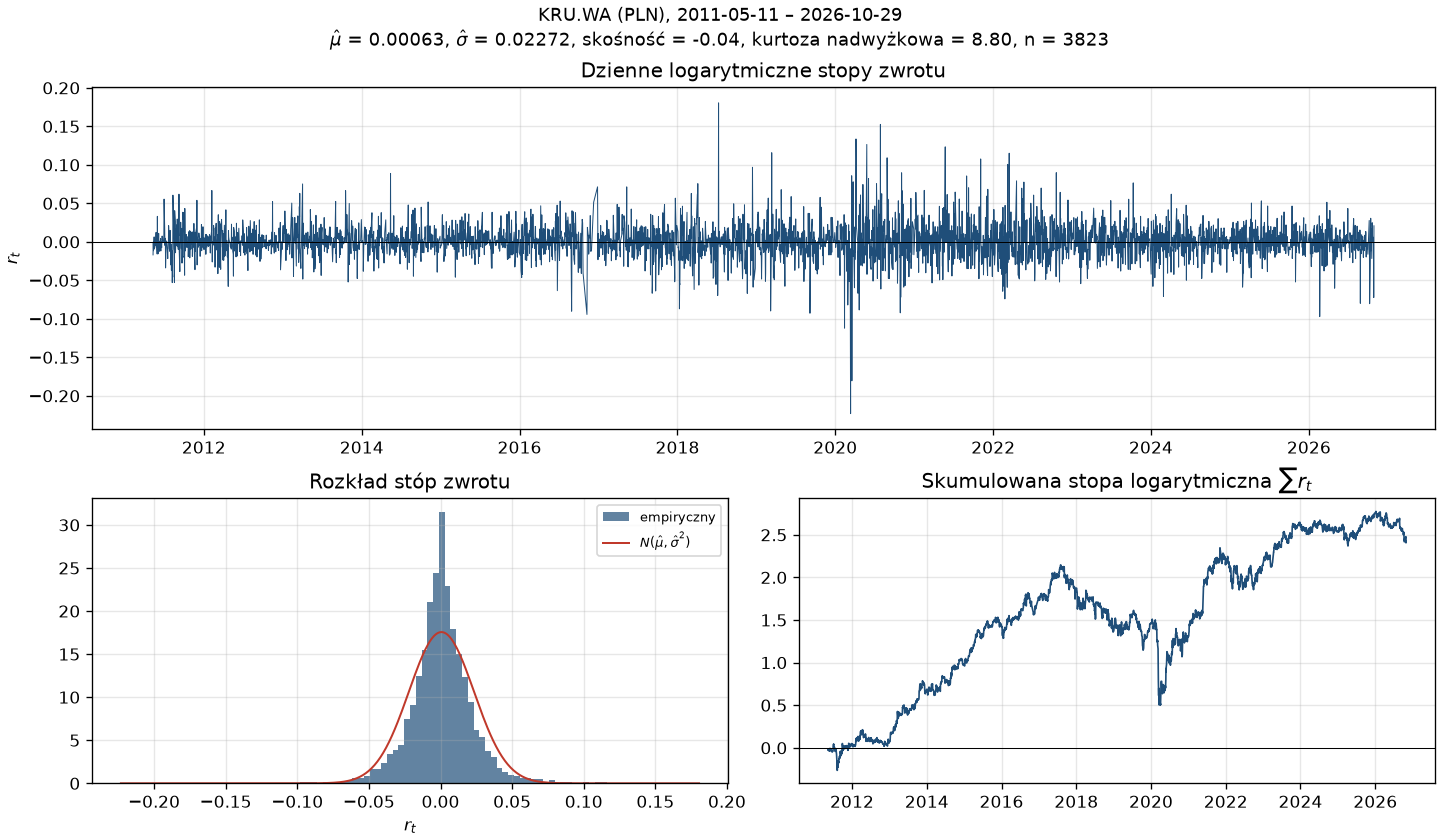 KRU.WA (PLN), 2011-05-11 – 2026-10-29
μ̂ = 0.00063, σ̂ = 0.02272, skośność = -0.04, kurtoza nadwyżkowa = 8.80, n = 3823
Dzienne logarytmiczne stopy zwrotu
0.20
0.15
0.10
0.05
0.00
−0.05
−0.10
−0.15
−0.20
r_t
2012 2014 2016 2018 2020 2022 2024 2026
Rozkład stóp zwrotu
empiryczny
N(μ̂, σ̂²)
30
25
20
15
10
5
0
−0.20 −0.15 −0.10 −0.05 0.00 0.05 0.10 0.15 0.20
r_t
Skumulowana stopa logarytmiczna ∑r_t
2.5
2.0
1.5
1.0
0.5
0.0
2012 2014 2016 2018 2020 2022 2024 2026